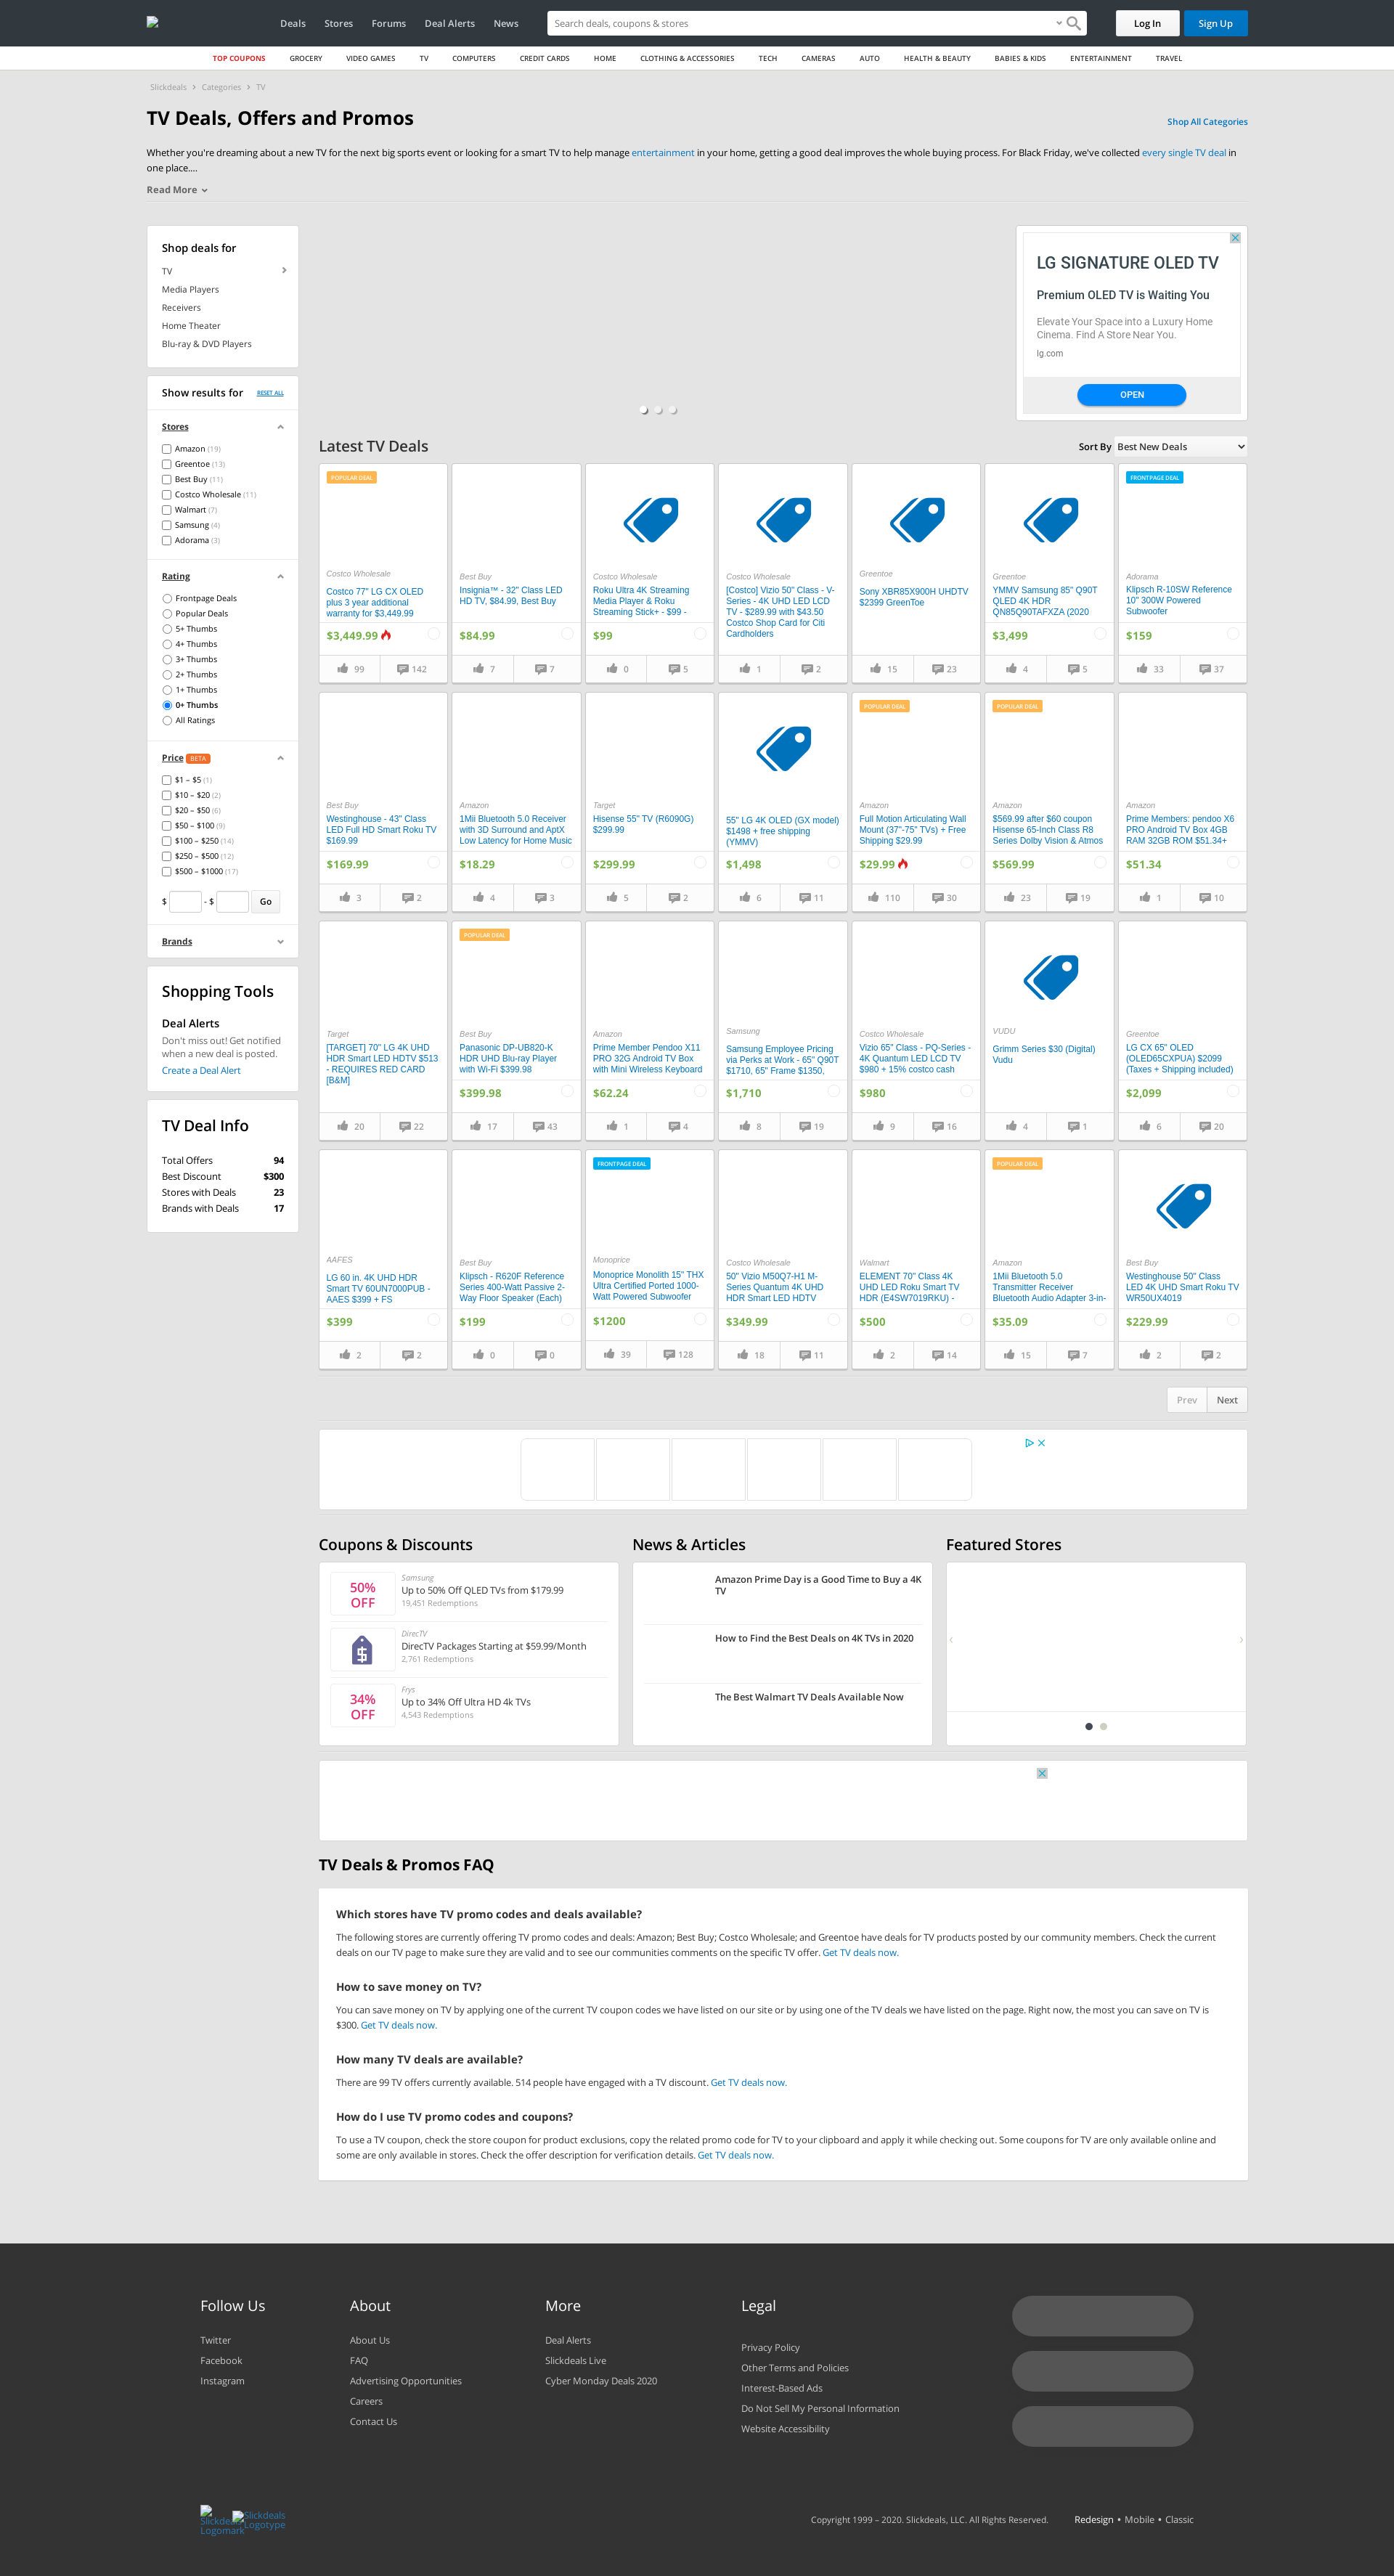 Deals Stores Forums Deal Alerts News Search deals, coupons & stores Log In Sign Up
TOP COUPONS GROCERY VIDEO GAMES TV COMPUTERS CREDIT CARDS HOME CLOTHING & ACCESSORIES TECH CAMERAS AUTO HEALTH & BEAUTY BABIES & KIDS ENTERTAINMENT TRAVEL
Slickdeals › Categories › TV
TV Deals, Offers and Promos
Shop All Categories
Whether you're dreaming about a new TV for the next big sports event or looking for a smart TV to help manage entertainment in your home, getting a good deal improves the whole buying process. For Black Friday, we've collected every single TV deal in
one place....
Read More
Shop deals for
TV
Media Players
Receivers
Home Theater
Blu-ray & DVD Players
Show results for RESET ALL
Stores
Amazon (19)
Greentoe (13)
Best Buy (11)
Costco Wholesale (11)
Walmart (7)
Samsung (4)
Adorama (3)
Rating
Frontpage Deals
Popular Deals
5+ Thumbs
4+ Thumbs
3+ Thumbs
2+ Thumbs
1+ Thumbs
0+ Thumbs
All Ratings
Price BETA
$1 – $5 (1)
$10 – $20 (2)
$20 – $50 (6)
$50 – $100 (9)
$100 – $250 (14)
$250 – $500 (12)
$500 – $1000 (17)
$ - $ Go
Brands
Shopping Tools
Deal Alerts
Don't miss out! Get notified
when a new deal is posted.
Create a Deal Alert
TV Deal Info
Total Offers 94
Best Discount $300
Stores with Deals 23
Brands with Deals 17
LG SIGNATURE OLED TV
Premium OLED TV is Waiting You
Elevate Your Space into a Luxury Home
Cinema. Find A Store Near You.
lg.com
OPEN
Latest TV Deals
Sort By Best New Deals
POPULAR DEAL
Costco Wholesale
Costco 77" LG CX OLED
plus 3 year additional
warranty for $3,449.99
$3,449.99
99 142
Best Buy
Insignia™ - 32" Class LED
HD TV, $84.99, Best Buy
$84.99
7 7
Costco Wholesale
Roku Ultra 4K Streaming
Media Player & Roku
Streaming Stick+ - $99 -
$99
0 5
Costco Wholesale
[Costco] Vizio 50" Class - V-
Series - 4K UHD LED LCD
TV - $289.99 with $43.50
Costco Shop Card for Citi
Cardholders
1 2
Greentoe
Sony XBR85X900H UHDTV
$2399 GreenToe
15 23
Greentoe
YMMV Samsung 85" Q90T
QLED 4K HDR
QN85Q90TAFXZA (2020
$3,499
4 5
FRONTPAGE DEAL
Adorama
Klipsch R-10SW Reference
10" 300W Powered
Subwoofer
$159
33 37
Best Buy
Westinghouse - 43" Class
LED Full HD Smart Roku TV
$169.99
$169.99
3 2
Amazon
1Mii Bluetooth 5.0 Receiver
with 3D Surround and AptX
Low Latency for Home Music
$18.29
4 3
Target
Hisense 55" TV (R6090G)
$299.99
$299.99
5 2
55" LG 4K OLED (GX model)
$1498 + free shipping
(YMMV)
$1,498
6 11
POPULAR DEAL
Amazon
Full Motion Articulating Wall
Mount (37"-75" TVs) + Free
Shipping $29.99
$29.99
110 30
POPULAR DEAL
Amazon
$569.99 after $60 coupon
Hisense 65-Inch Class R8
Series Dolby Vision & Atmos
$569.99
23 19
Amazon
Prime Members: pendoo X6
PRO Android TV Box 4GB
RAM 32GB ROM $51.34+
$51.34
1 10
Target
[TARGET] 70" LG 4K UHD
HDR Smart LED HDTV $513
- REQUIRES RED CARD
[B&M]
20 22
POPULAR DEAL
Best Buy
Panasonic DP-UB820-K
HDR UHD Blu-ray Player
with Wi-Fi $399.98
$399.98
17 43
Amazon
Prime Member Pendoo X11
PRO 32G Android TV Box
with Mini Wireless Keyboard
$62.24
1 4
Samsung
Samsung Employee Pricing
via Perks at Work - 65" Q90T
$1710, 65" Frame $1350,
$1,710
8 19
Costco Wholesale
Vizio 65" Class - PQ-Series -
4K Quantum LED LCD TV
$980 + 15% costco cash
$980
9 16
VUDU
Grimm Series $30 (Digital)
Vudu
4 1
Greentoe
LG CX 65" OLED
(OLED65CXPUA) $2099
(Taxes + Shipping included)
$2,099
6 20
AAFES
LG 60 in. 4K UHD HDR
Smart TV 60UN7000PUB -
AAES $399 + FS
$399
2 2
Best Buy
Klipsch - R620F Reference
Series 400-Watt Passive 2-
Way Floor Speaker (Each)
$199
0 0
FRONTPAGE DEAL
Monoprice
Monoprice Monolith 15" THX
Ultra Certified Ported 1000-
Watt Powered Subwoofer
$1200
39 128
Costco Wholesale
50" Vizio M50Q7-H1 M-
Series Quantum 4K UHD
HDR Smart LED HDTV
$349.99
18 11
Walmart
ELEMENT 70" Class 4K
UHD LED Roku Smart TV
HDR (E4SW7019RKU) -
$500
2 14
POPULAR DEAL
Amazon
1Mii Bluetooth 5.0
Transmitter Receiver
Bluetooth Audio Adapter 3-in-
$35.09
15 7
Best Buy
Westinghouse 50" Class
LED 4K UHD Smart Roku TV
WR50UX4019
$229.99
2 2
Prev Next
Coupons & Discounts
50%
OFF
Samsung
Up to 50% Off QLED TVs from $179.99
19,451 Redemptions
DirecTV
DirecTV Packages Starting at $59.99/Month
2,761 Redemptions
34%
OFF
Frys
Up to 34% Off Ultra HD 4k TVs
4,543 Redemptions
News & Articles
Amazon Prime Day is a Good Time to Buy a 4K
TV
How to Find the Best Deals on 4K TVs in 2020
The Best Walmart TV Deals Available Now
Featured Stores
TV Deals & Promos FAQ
Which stores have TV promo codes and deals available?
The following stores are currently offering TV promo codes and deals: Amazon; Best Buy; Costco Wholesale; and Greentoe have deals for TV products posted by our community members. Check the current
deals on our TV page to make sure they are valid and to see our communities comments on the specific TV offer. Get TV deals now.
How to save money on TV?
You can save money on TV by applying one of the current TV coupon codes we have listed on our site or by using one of the TV deals we have listed on the page. Right now, the most you can save on TV is
$300. Get TV deals now.
How many TV deals are available?
There are 99 TV offers currently available. 514 people have engaged with a TV discount. Get TV deals now.
How do I use TV promo codes and coupons?
To use a TV coupon, check the store coupon for product exclusions, copy the related promo code for TV to your clipboard and apply it while checking out. Some coupons for TV are only available online and
some are only available in stores. Check the offer description for verification details. Get TV deals now.
Follow Us
Twitter
Facebook
Instagram
About
About Us
FAQ
Advertising Opportunities
Careers
Contact Us
More
Deal Alerts
Slickdeals Live
Cyber Monday Deals 2020
Legal
Privacy Policy
Other Terms and Policies
Interest-Based Ads
Do Not Sell My Personal Information
Website Accessibility
Slickdeals
Logomark
Slickdeals
Logotype
Copyright 1999 – 2020. Slickdeals, LLC. All Rights Reserved. Redesign • Mobile • Classic